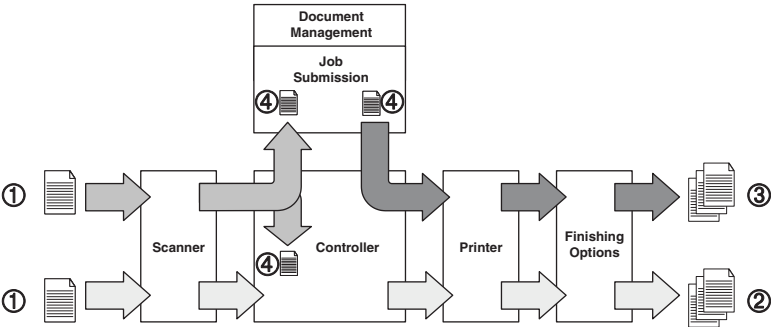 Document
Management
Job
Submission
④ ④
① ③
Scanner Controller Printer Finishing
Options
④
① ②